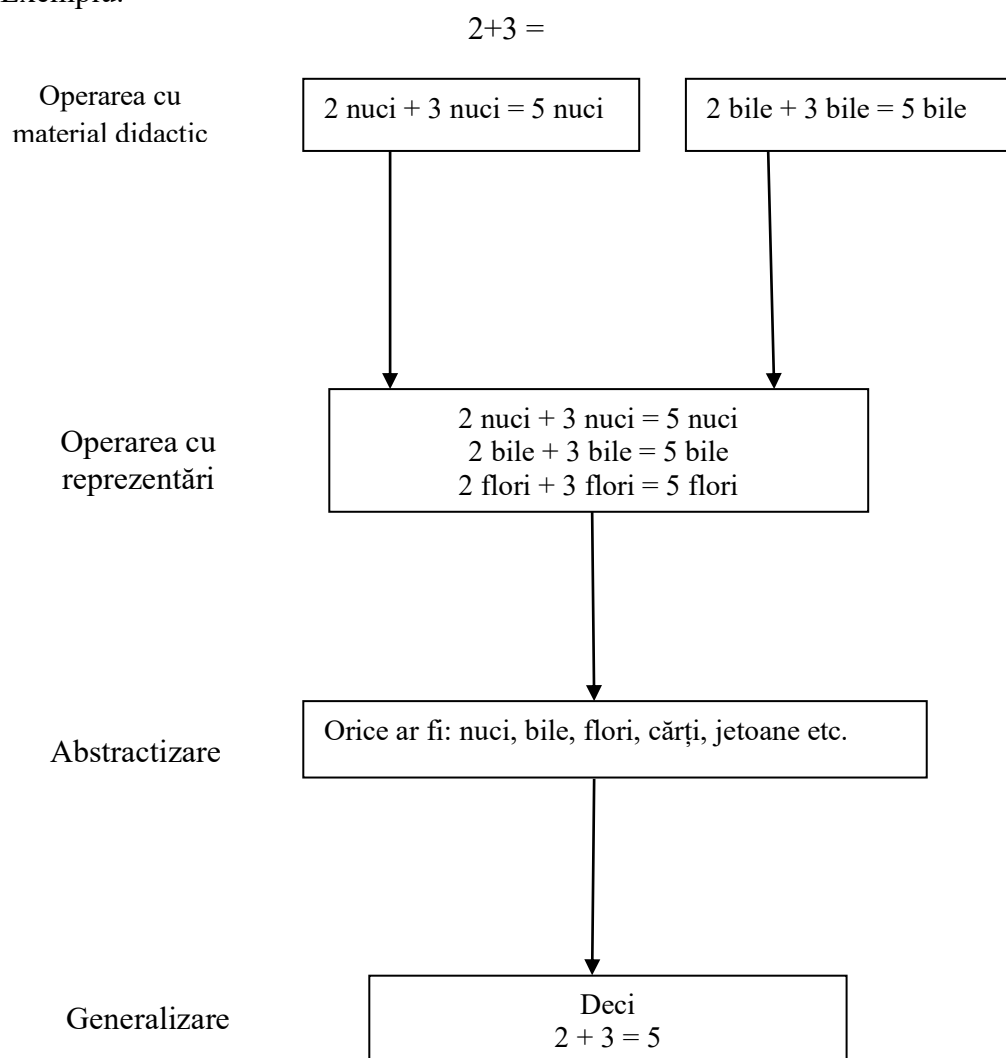 Exemplu:
2+3 =
Operarea cu
material didactic
2 nuci + 3 nuci = 5 nuci
2 bile + 3 bile = 5 bile
Operarea cu
reprezentări
2 nuci + 3 nuci = 5 nuci
2 bile + 3 bile = 5 bile
2 flori + 3 flori = 5 flori
Abstractizare
Orice ar fi: nuci, bile, flori, cărți, jetoane etc.
Generalizare
Deci
2 + 3 = 5